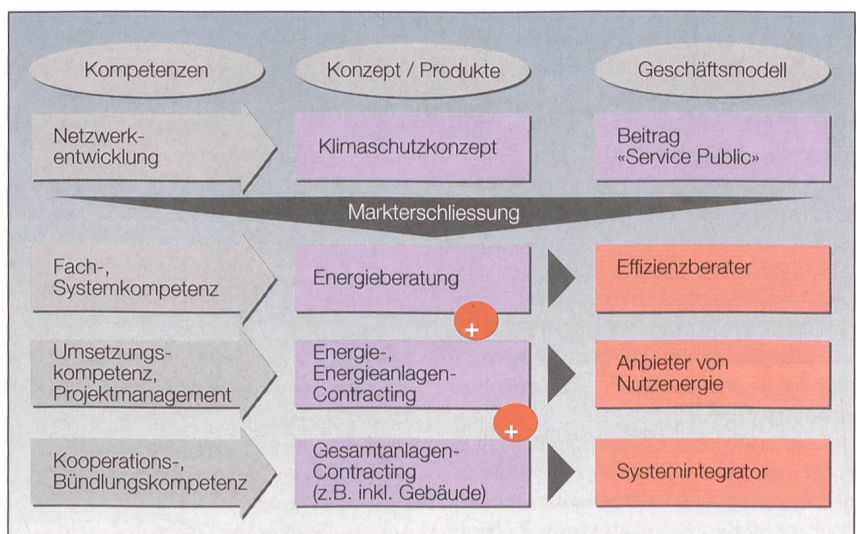 Kompetenzen
Konzept / Produkte
Geschäftsmodell
Netzwerk-
entwicklung
Klimaschutzkonzept
Beitrag
«Service Public»
Markterschliessung
Fach-,
Systemkompetenz
Energieberatung
Effizienzberater
+
Umsetzungs-
kompetenz,
Projektmanagement
Energie-,
Energieanlagen-
Contracting
Anbieter von
Nutzenergie
+
Kooperations-,
Bündlungskompetenz
Gesamtanlagen-
Contracting
(z.B. inkl. Gebäude)
Systemintegrator